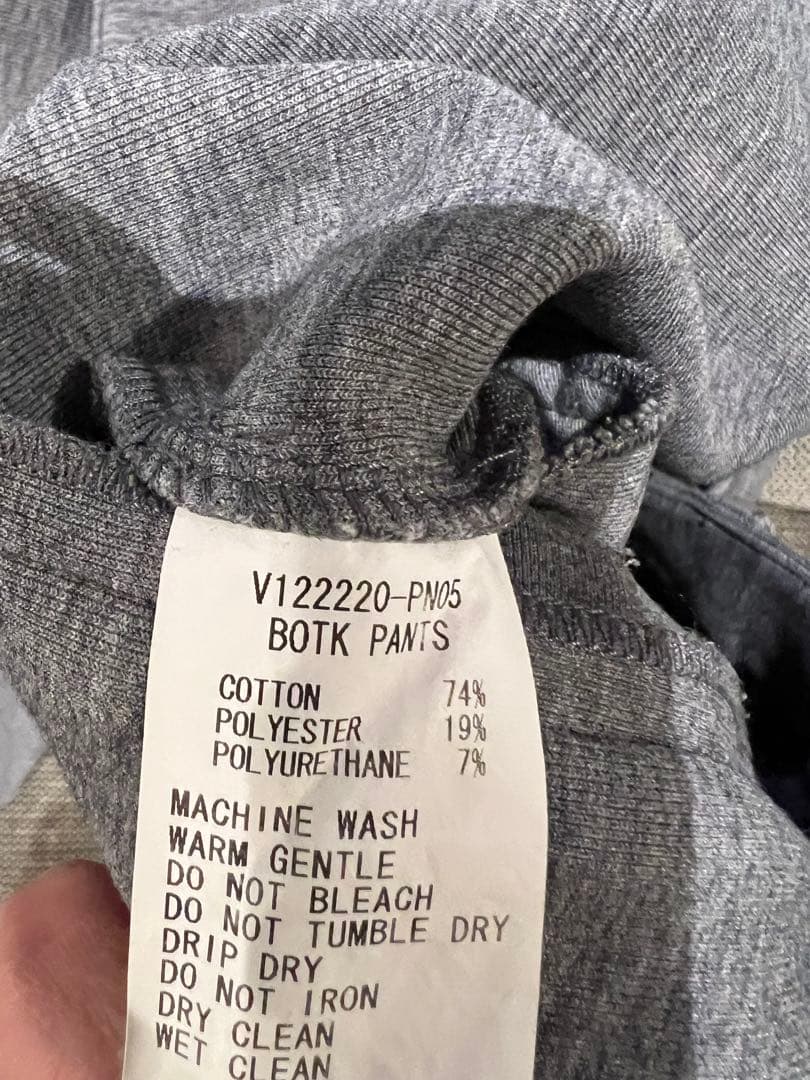 V122220-PN05
BOTK PANTS
COTTON 74%
POLYESTER 19%
POLYURETHANE 7%
MACHINE WASH
WARM GENTLE
DO NOT BLEACH
DO NOT TUMBLE DRY
DRIP DRY
DO NOT IRON
DRY CLEAN
WET CLEAN